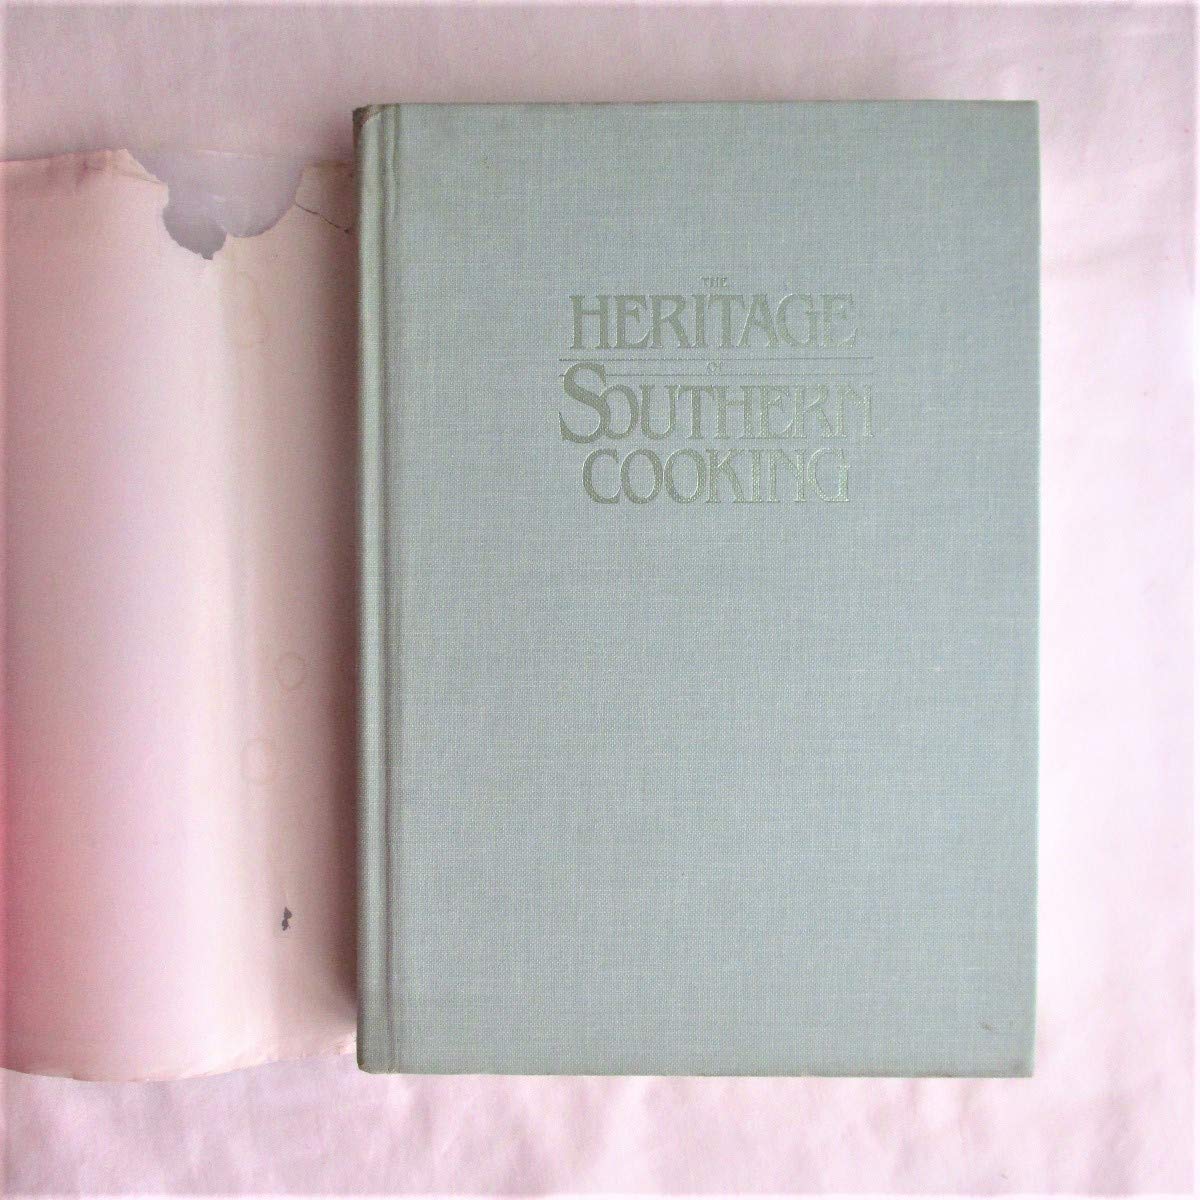 THE
HERITAGE
OF
SOUTHERN
COOKING